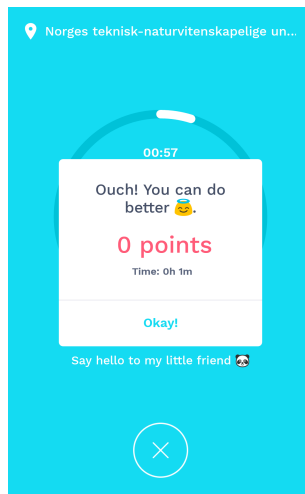 Norges teknisk-naturvitenskapelige un...
00:57
Ouch! You can do
better 😇.
0 points
Time: 0h 1m
Okay!
Say hello to my little friend 🐼